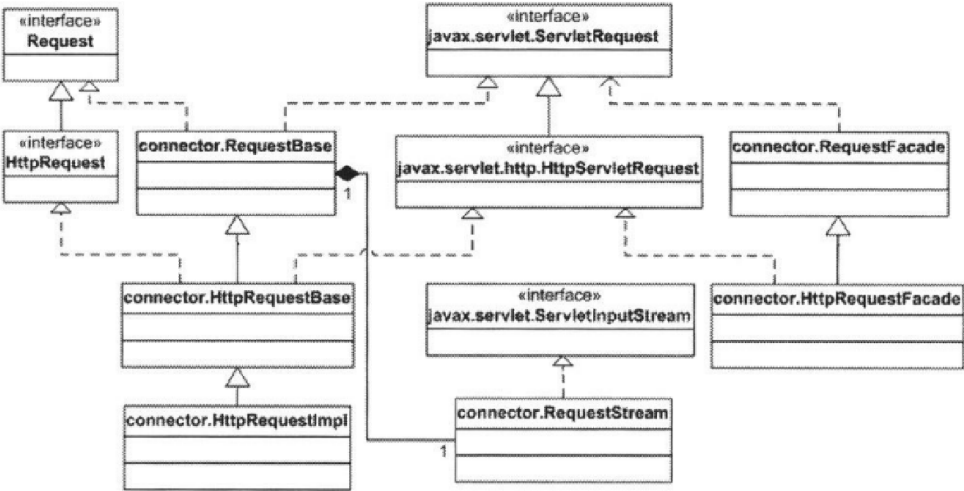 «interface»
Request
«interface»
javax.servlet.ServletRequest
«interface»
HttpRequest
connector.RequestBase
1
«interface»
javax.servlet.http.HttpServletRequest
connector.RequestFacade
connector.HttpRequestBase
«interface»
javax.servlet.ServletInputStream
connector.HttpRequestFacade
connector.HttpRequestImpl
connector.RequestStream
1